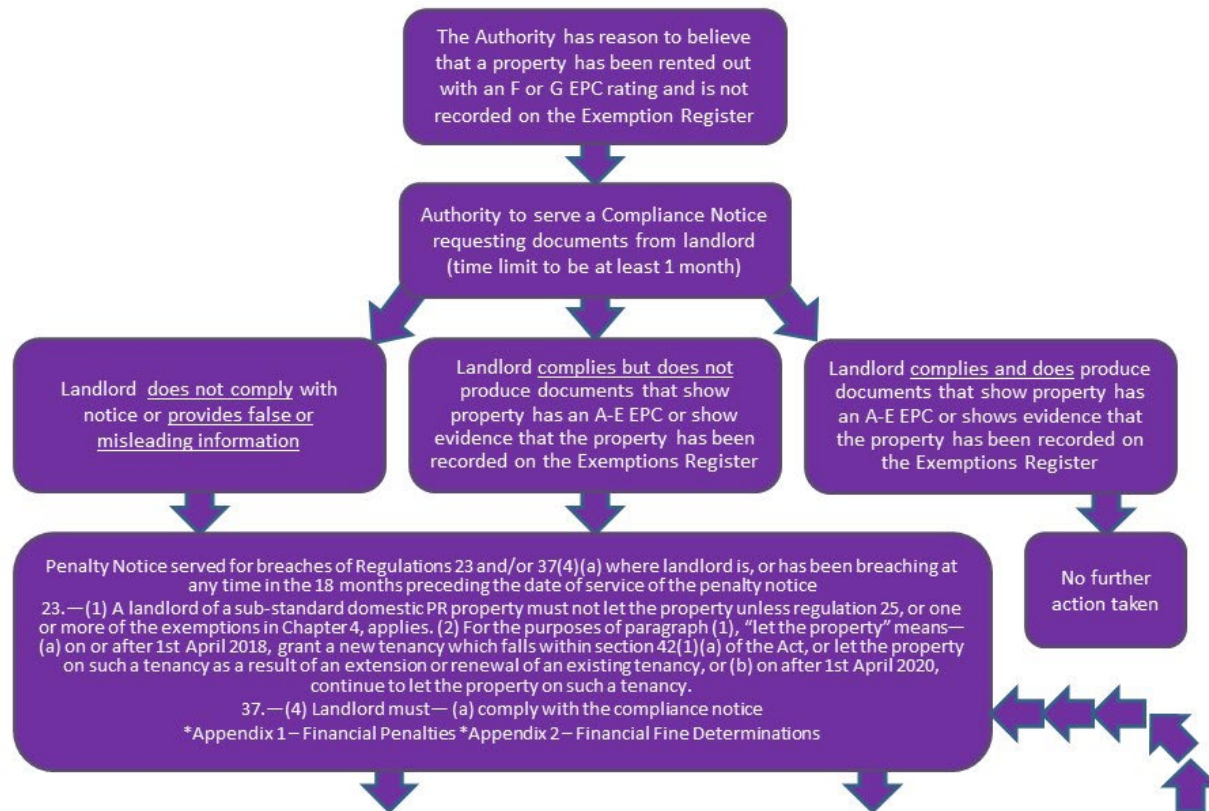 The Authority has reason to believe
that a property has been rented out
with an F or G EPC rating and is not
recorded on the Exemption Register
Authority to serve a Compliance Notice
requesting documents from landlord
(time limit to be at least 1 month)
Landlord does not comply with
notice or provides false or
misleading information
Landlord complies but does not
produce documents that show
property has an A-E EPC or show
evidence that the property has been
recorded on the Exemptions Register
Landlord complies and does produce
documents that show property has
an A-E EPC or shows evidence that
the property has been recorded on
the Exemptions Register
Penalty Notice served for breaches of Regulations 23 and/or 37(4)(a) where landlord is, or has been breaching at
any time in the 18 months preceding the date of service of the penalty notice
23.—(1) A landlord of a sub-standard domestic PR property must not let the property unless regulation 25, or one
or more of the exemptions in Chapter 4, applies. (2) For the purposes of paragraph (1), “let the property” means—
(a) on or after 1st April 2018, grant a new tenancy which falls within section 42(1)(a) of the Act, or let the property
on such a tenancy as a result of an extension or renewal of an existing tenancy, or (b) on after 1st April 2020,
continue to let the property on such a tenancy.
37.—(4) Landlord must— (a) comply with the compliance notice
*Appendix 1 – Financial Penalties *Appendix 2 – Financial Fine Determinations
No further
action taken